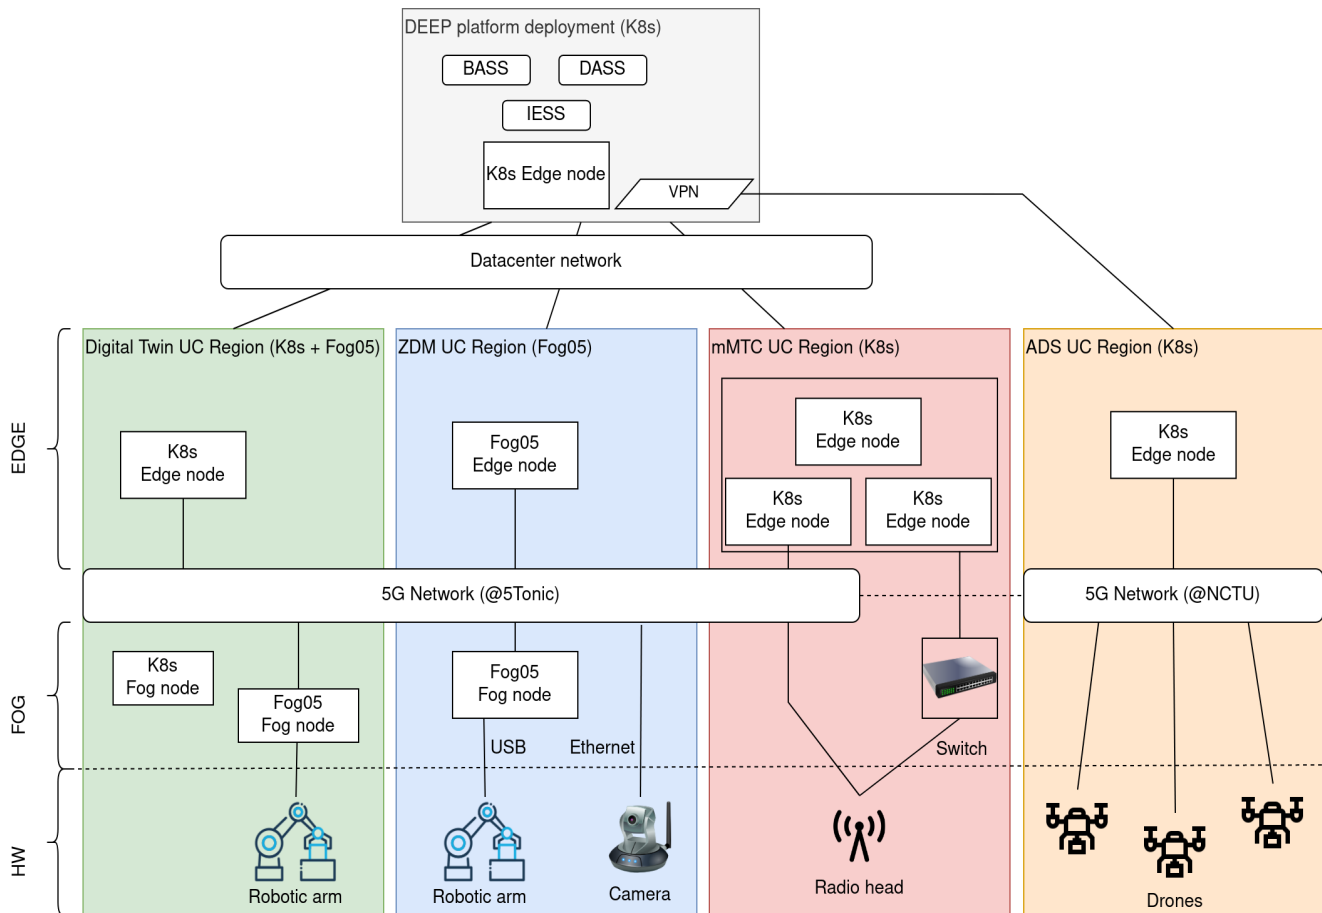 DEEP platform deployment (K8s)
BASS
DASS
IESS
K8s Edge node
VPN
Datacenter network
Digital Twin UC Region (K8s + Fog05)
ZDM UC Region (Fog05)
mMTC UC Region (K8s)
ADS UC Region (K8s)
EDGE
K8s
Edge node
Fog05
Edge node
K8s
Edge node
K8s
Edge node
K8s
Edge node
K8s
Edge node
5G Network (@5Tonic)
5G Network (@NCTU)
FOG
K8s
Fog node
Fog05
Fog node
Fog05
Fog node
USB
Ethernet
Switch
HW
Robotic arm
Robotic arm
Camera
Radio head
Drones